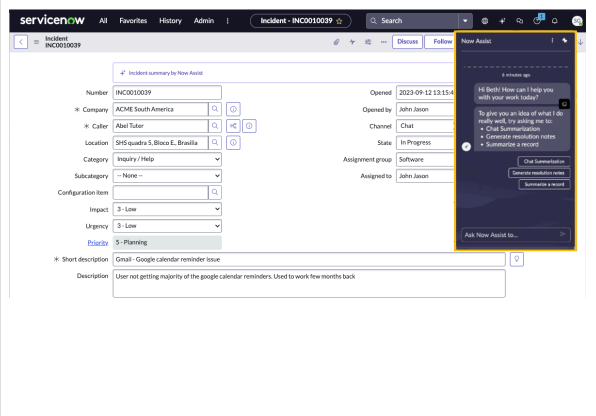 servicenow All Favorites History Admin Incident - INC0010039 Search
Incident
INC0010039
Discuss Follow
Incident summary by Now Assist
Number INC0010039 Opened 2023-09-12 13:15:4
Company ACME South America Opened by John Jason
Caller Abel Tuter Channel Chat
Location SHS quadra 5, Bloco E., Brasilia State In Progress
Category Inquiry / Help Assignment group Software
Subcategory -- None -- Assigned to John Jason
Configuration item
Impact 3 - Low
Urgency 3 - Low
Priority 5 - Planning
Short description Gmail - Google calendar reminder issue
Description User not getting majority of the google calendar reminders. Used to work few months back
Now Assist
6 minutes ago
Hi Beth! How can I help you
with your work today?
To give you an idea of what I do
really well, try asking me to:
• Chat Summarization
• Generate resolution notes
• Summarize a record
Chat Summarization
Generate resolution notes
Summarize a record
Ask Now Assist to...